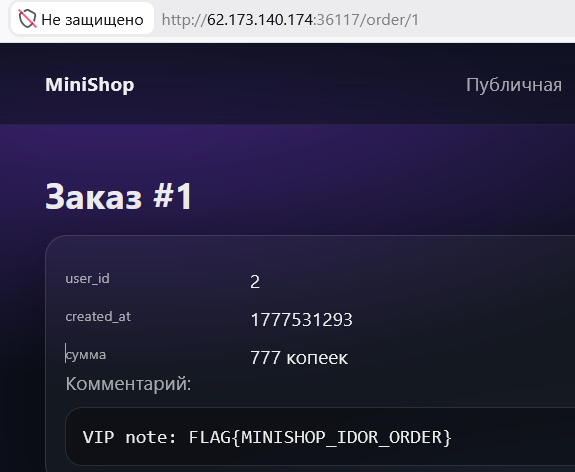 Не защищено http://62.173.140.174:36117/order/1
MiniShop Публичная
Заказ #1
user_id 2
created_at 1777531293
сумма 777 копеек
Комментарий:
VIP note: FLAG{MINISHOP_IDOR_ORDER}